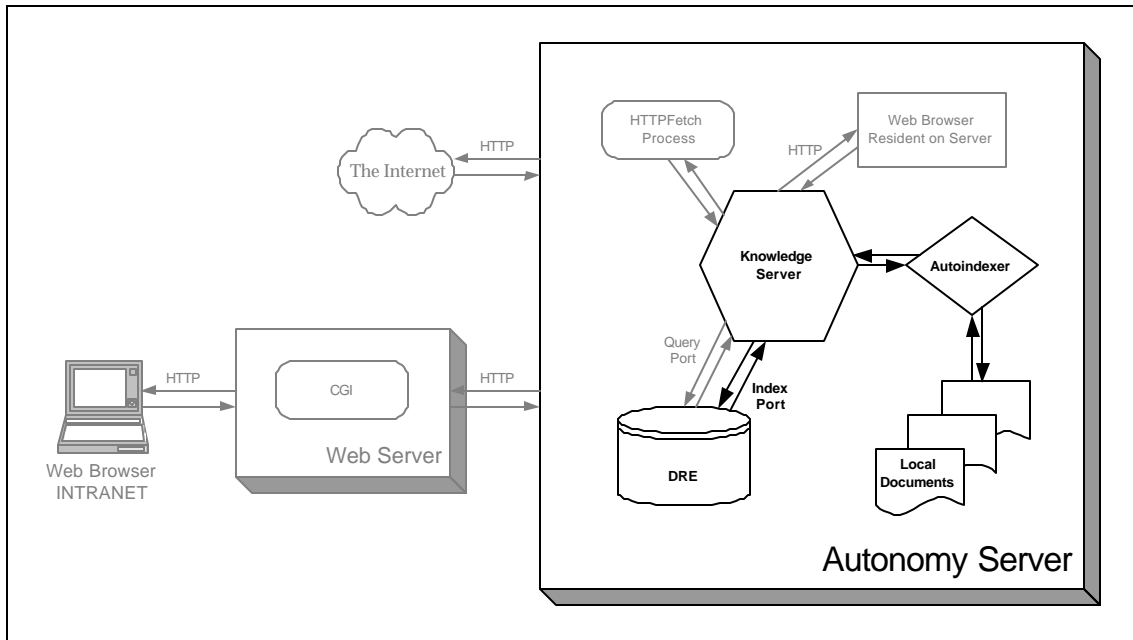 HTTPFetch
Process
Web Browser
Resident on Server
HTTP
HTTP
The Internet
Knowledge
Server
Autoindexer
Query
Port
Index
Port
HTTP
CGI
HTTP
Web Server
Web Browser
INTRANET
DRE
Local
Documents
Autonomy Server